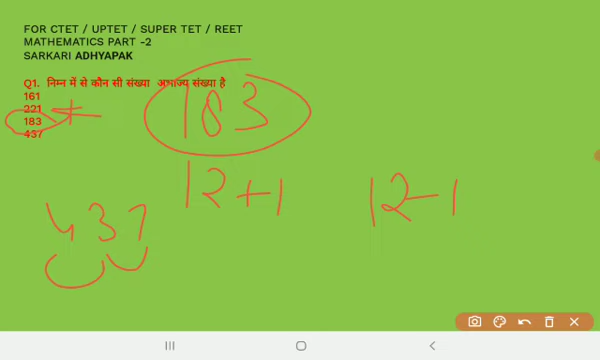 FOR CTET / UPTET / SUPER TET / REET
MATHEMATICS PART -2
SARKARI ADHYAPAK
Q1. निम्न में से कौन सी संख्या अभाज्य संख्या है
161
221
183
437
183
12+1
12-1
437